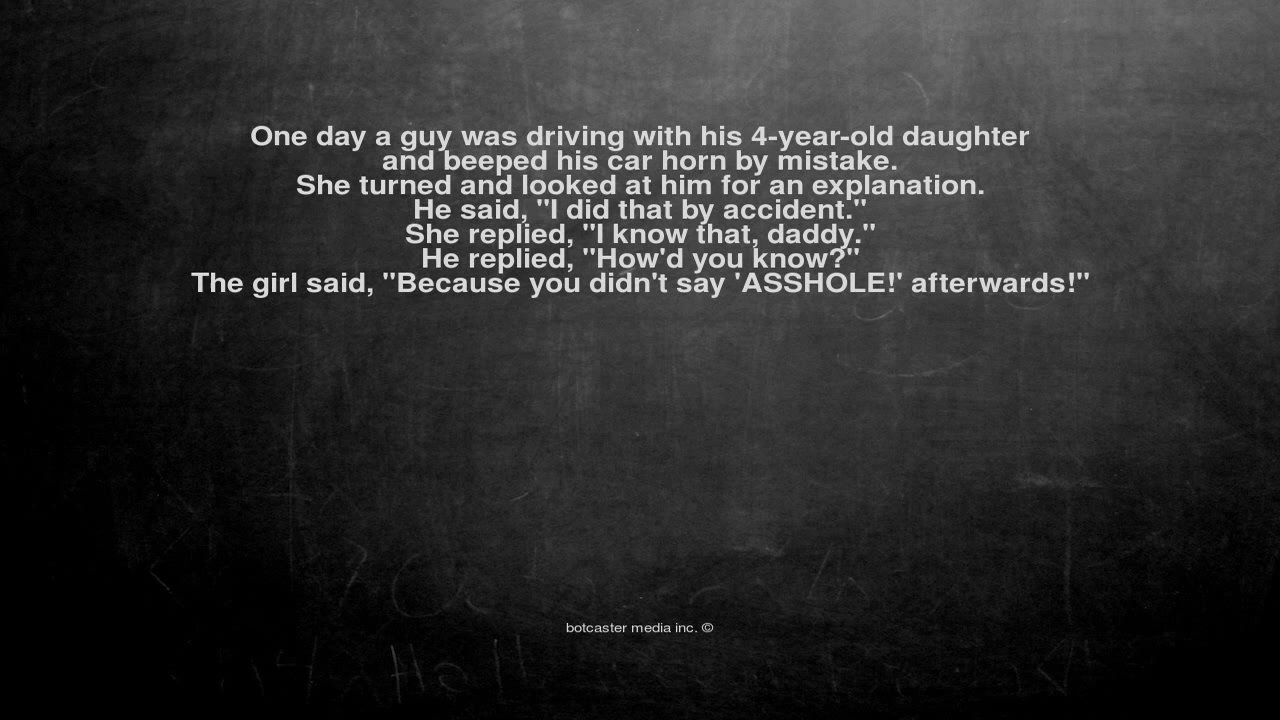 One day a guy was driving with his 4-year-old daughter
and beeped his car horn by mistake.
She turned and looked at him for an explanation.
He said, "I did that by accident."
She replied, "I know that, daddy."
He replied, "How'd you know?"
The girl said, "Because you didn't say 'ASSHOLE!' afterwards!"
botcaster media inc. ©